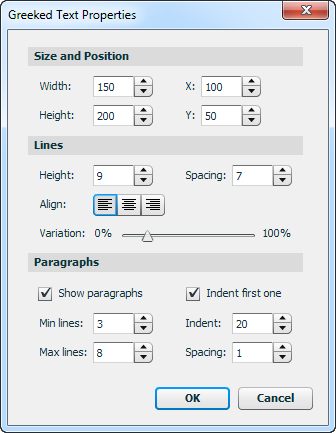 Greeked Text Properties
Size and Position
Width: 150 X: 100
Height: 200 Y: 50
Lines
Height: 9 Spacing: 7
Align:
Variation: 0% 100%
Paragraphs
Show paragraphs Indent first one
Min lines: 3 Indent: 20
Max lines: 8 Spacing: 1
OK Cancel